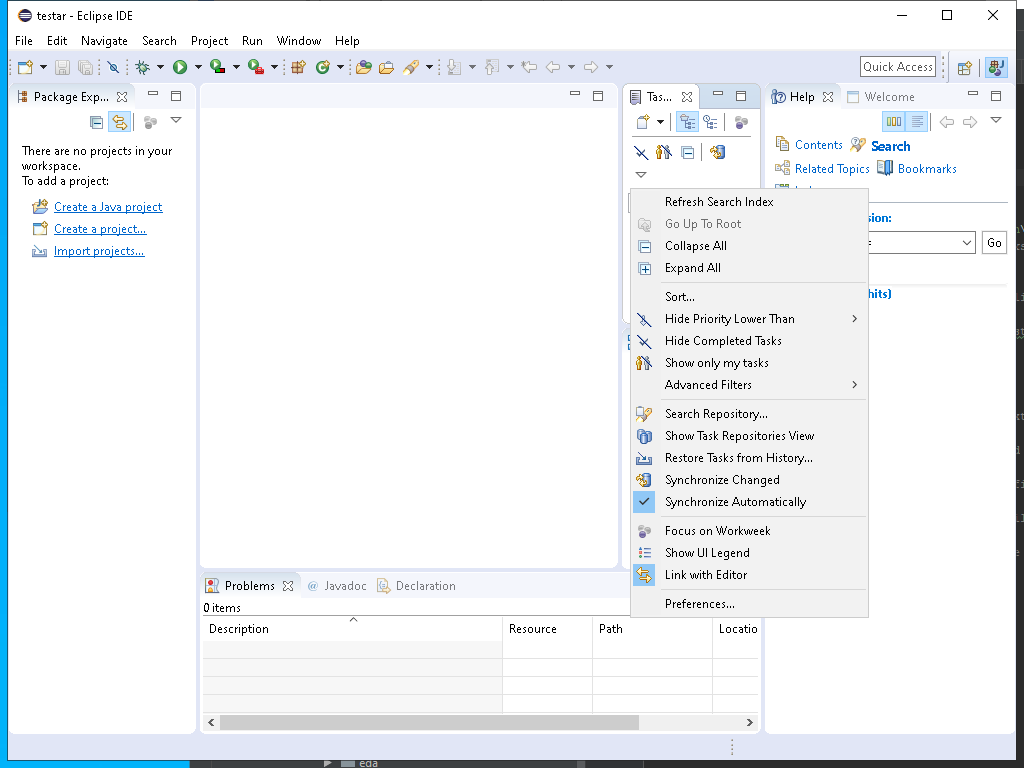 testar - Eclipse IDE
File Edit Navigate Search Project Run Window Help
Quick Access
Package Exp...
Tas...
Help
Welcome
There are no projects in your
workspace.
To add a project:
Create a Java project
Create a project...
Import projects...
Contents
Search
Related Topics
Bookmarks
sion:
Go
hits)
Refresh Search Index
Go Up To Root
Collapse All
Expand All
Sort...
Hide Priority Lower Than
Hide Completed Tasks
Show only my tasks
Advanced Filters
Search Repository...
Show Task Repositories View
Restore Tasks from History...
Synchronize Changed
Synchronize Automatically
Focus on Workweek
Show UI Legend
Link with Editor
Preferences...
Problems
@ Javadoc
Declaration
0 items
Description Resource Path Locatio
eda